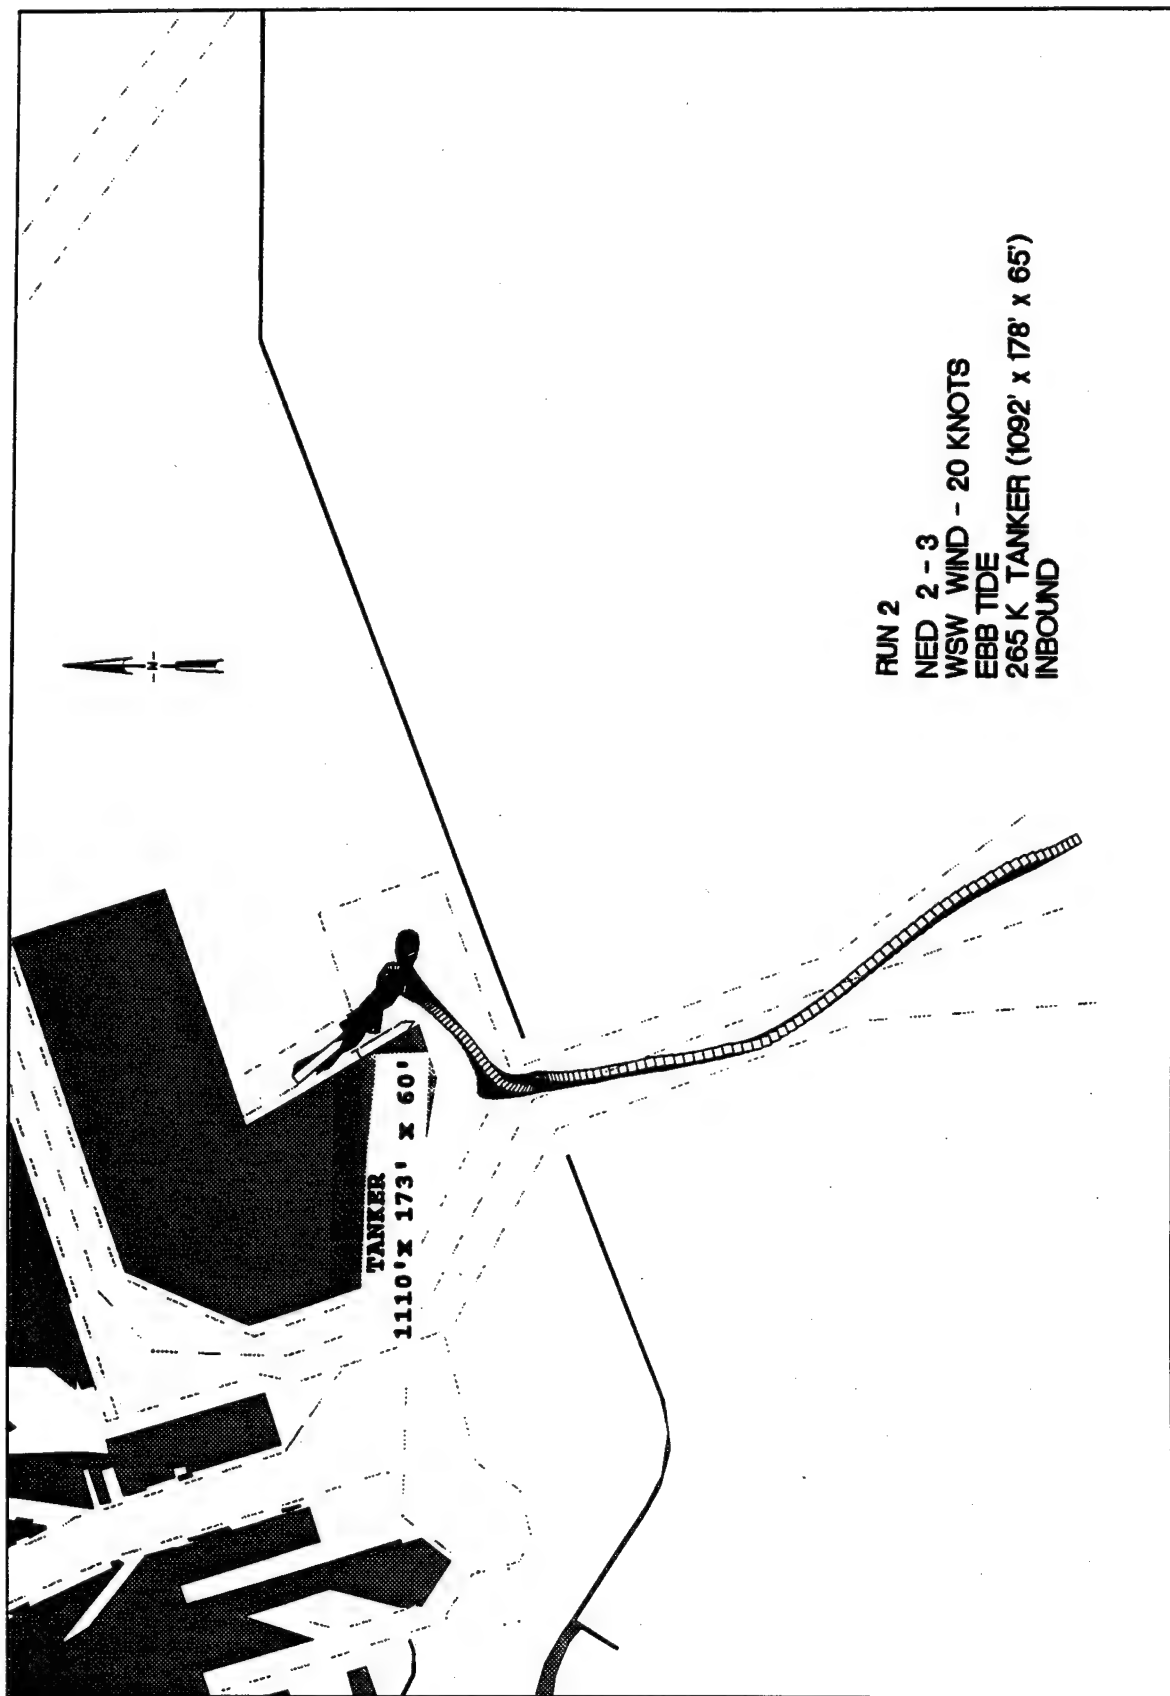 N
TANKER
1110'X 173' X 60'
RUN 2
NED 2 - 3
WSW WIND - 20 KNOTS
EBB TIDE
265 K TANKER (1092' x 178' x 65')
INBOUND